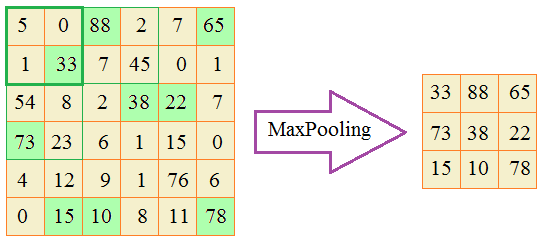 5 0 88 2 7 65
1 33 7 45 0 1
54 8 2 38 22 7
73 23 6 1 15 0
4 12 9 1 76 6
0 15 10 8 11 78
MaxPooling
33 88 65
73 38 22
15 10 78